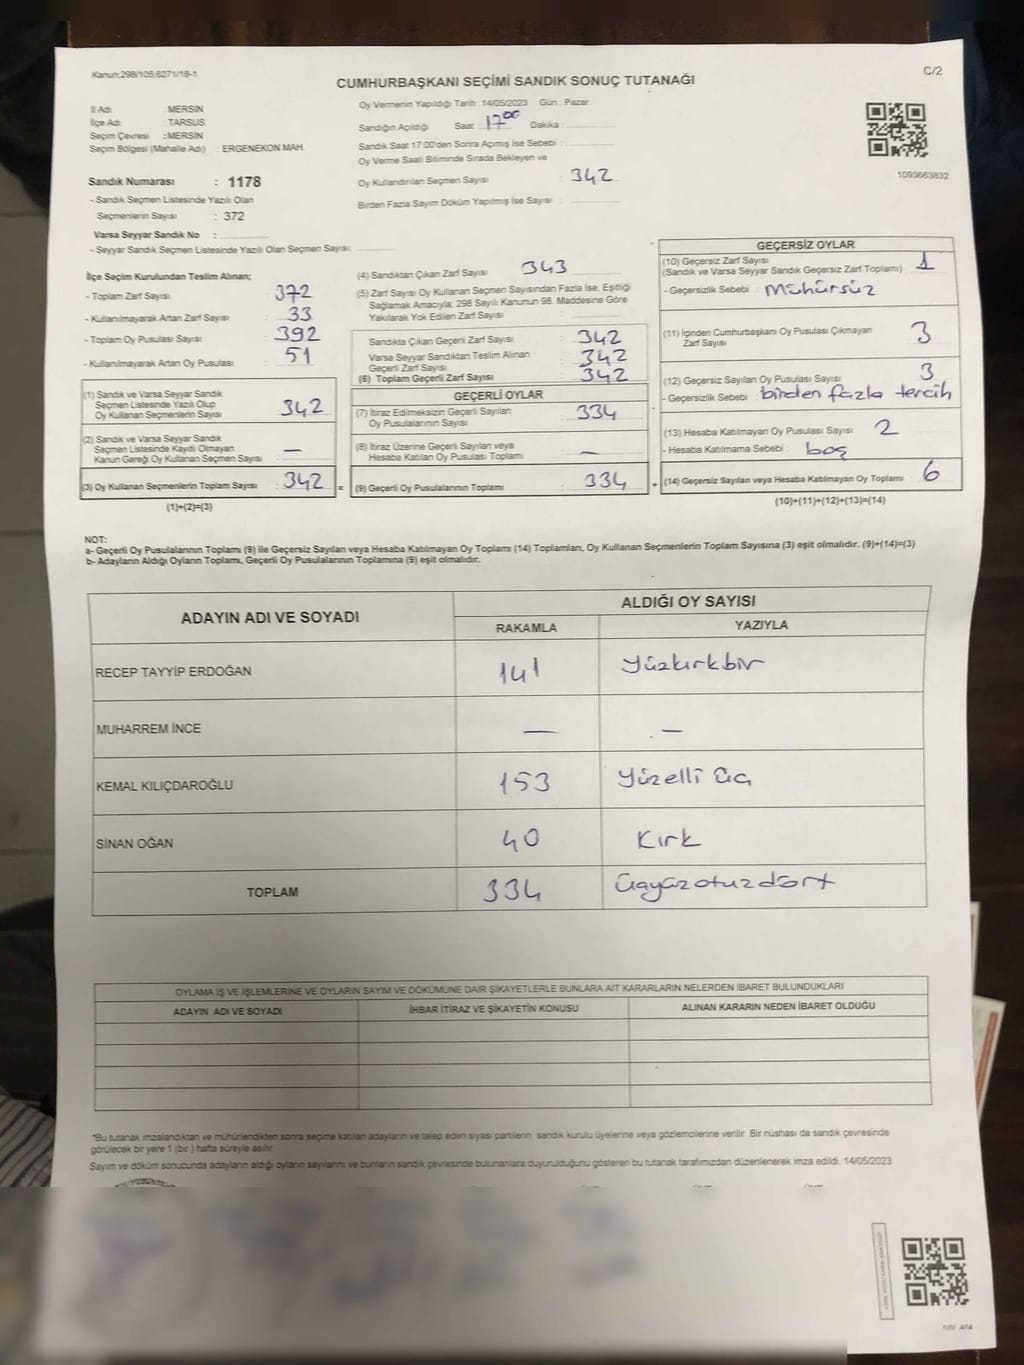 Kanun;298/105;6271/18-1
C/2
CUMHURBAŞKANI SEÇİMİ SANDIK SONUÇ TUTANAĞI
İl Adı : MERSİN
İlçe Adı : TARSUS
Seçim Çevresi : MERSİN
Seçim Bölgesi (Mahalle Adı) : ERGENEKON MAH.
Oy Vermenin Yapıldığı Tarih :14/05/2023 Gün : Pazar
Sandığın Açıldığı Saat : 17 00 Dakika :
Sandık Saat 17:00'den Sonra Açılmış İse Sebebi :
Oy Verme Saati Bitiminde Sırada Bekleyen ve
Oy Kullandırılan Seçmen Sayısı : 342
Birden Fazla Sayım Döküm Yapılmış İse Sayısı :
1093663832
Sandık Numarası : 1178
- Sandık Seçmen Listesinde Yazılı Olan
Seçmenlerin Sayısı : 372
Varsa Seyyar Sandık No :
- Seyyar Sandık Seçmen Listesinde Yazılı Olan Seçmen Sayısı:
İlçe Seçim Kurulundan Teslim Alınan;
- Toplam Zarf Sayısı : 372
- Kullanılmayarak Artan Zarf Sayısı : 33
- Toplam Oy Pusulası Sayısı : 392
- Kullanılmayarak Artan Oy Pusulası : 51
(1) Sandık ve Varsa Seyyar Sandık
Seçmen Listesinde Yazılı Olup
Oy Kullanan Seçmenlerin Sayısı : 342
(2) Sandık ve Varsa Seyyar Sandık
Seçmen Listesinde Kayıtlı Olmayan
Kanun Gereği Oy Kullanan Seçmen Sayısı : —
(3) Oy Kullanan Seçmenlerin Toplam Sayısı : 342 =
(1)+(2)=(3)
(4) Sandıktan Çıkan Zarf Sayısı : 343
(5) Zarf Sayısı Oy Kullanan Seçmen Sayısından Fazla İse, Eşitliği
Sağlamak Amacıyla; 298 Sayılı Kanunun 98. Maddesine Göre
Yakılarak Yok Edilen Zarf Sayısı :
Sandıkta Çıkan Geçerli Zarf Sayısı : 342
Varsa Seyyar Sandıktan Teslim Alınan
Geçerli Zarf Sayısı : 342
(6) Toplam Geçerli Zarf Sayısı : 342
GEÇERLİ OYLAR
(7) İtiraz Edilmeksizin Geçerli Sayılan
Oy Pusulalarının Sayısı : 334
(8) İtiraz Üzerine Geçerli Sayılan veya
Hesaba Katılan Oy Pusulası Toplamı : —
(9) Geçerli Oy Pusulalarının Toplamı : 334 +
GEÇERSİZ OYLAR
(10) Geçersiz Zarf Sayısı
(Sandık ve Varsa Seyyar Sandık Geçersiz Zarf Toplamı) : 1
- Geçersizlik Sebebi : Mühürsüz
(11) İçinden Cumhurbaşkanı Oy Pusulası Çıkmayan
Zarf Sayısı : 3
(12) Geçersiz Sayılan Oy Pusulası Sayısı : 3
- Geçersizlik Sebebi : birden fazla tercih
(13) Hesaba Katılmayan Oy Pusulası Sayısı : 2
- Hesaba Katılmama Sebebi : boş
(14) Geçersiz Sayılan veya Hesaba Katılmayan Oy Toplamı : 6
(10)+(11)+(12)+(13)=(14)
NOT:
a- Geçerli Oy Pusulalarının Toplamı (9) ile Geçersiz Sayılan veya Hesaba Katılmayan Oy Toplamı (14) Toplamları, Oy Kullanan Seçmenlerin Toplam Sayısına (3) eşit olmalıdır. (9)+(14)=(3)
b- Adayların Aldığı Oyların Toplamı, Geçerli Oy Pusulalarının Toplamına (9) eşit olmalıdır.
ADAYIN ADI VE SOYADI
ALDIĞI OY SAYISI
RAKAMLA YAZIYLA
RECEP TAYYİP ERDOĞAN 141 Yüzkırkbir
MUHARREM İNCE — —
KEMAL KILIÇDAROĞLU 153 Yüzelli üç
SİNAN OĞAN 40 Kırk
TOPLAM 334 üçyüzotuzdört
OYLAMA İŞ VE İŞLEMLERİNE VE OYLARIN SAYIM VE DÖKÜMÜNE DAİR ŞİKAYETLERLE BUNLARA AİT KARARLARIN NELERDEN İBARET BULUNDUKLARI
ADAYIN ADI VE SOYADI İHBAR İTİRAZ VE ŞİKAYETİN KONUSU ALINAN KARARIN NEDEN İBARET OLDUĞU
*Bu tutanak imzalandıktan ve mühürlendikten sonra seçime katılan adayların ve talep eden siyasi partilerin sandık kurulu üyelerine veya gözlemcilerine verilir. Bir nüshası da sandık çevresinde
görülecek bir yere 1 (bir) hafta süreyle asılır.
Sayım ve döküm sonucunda adayların aldığı oyların sayılarını ve bunların sandık çevresinde bulunanlara duyurulduğunu gösteren bu tutanak tarafımızdan düzenlenerek imza edildi. 14/05/2023